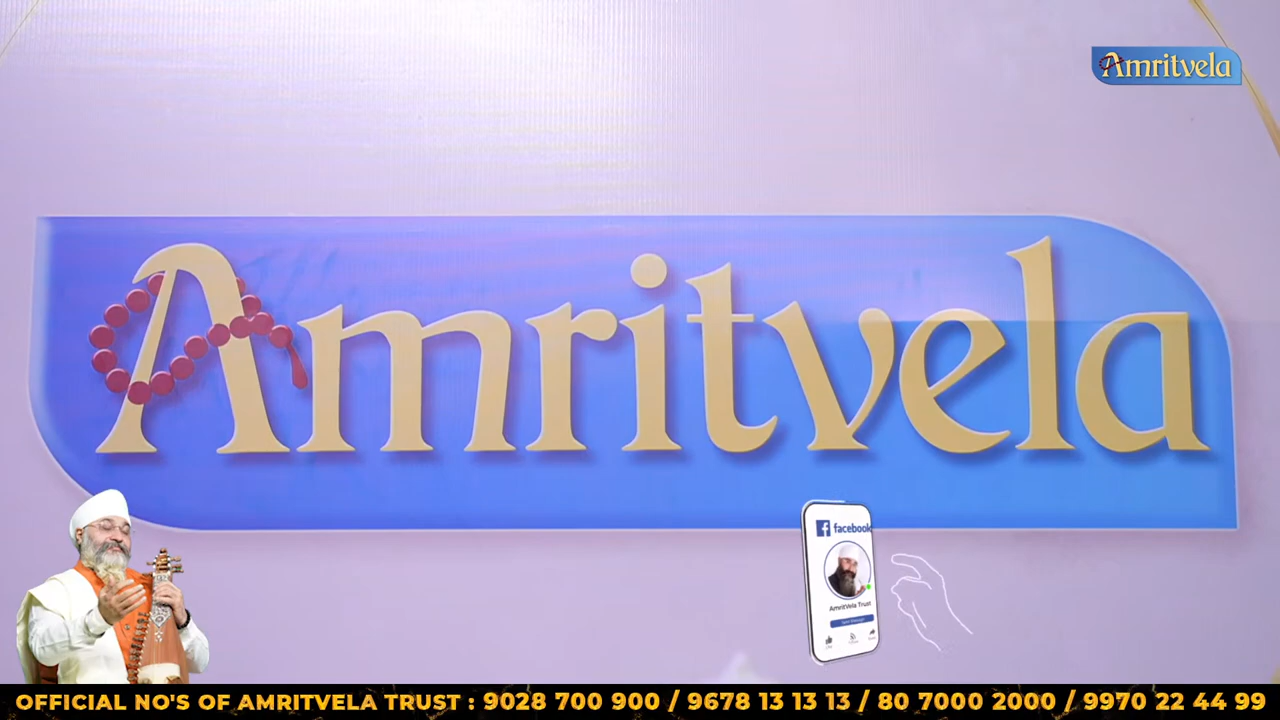 Amritvela
Amritvela
facebook
AmritVela Trust
OFFICIAL NO'S OF AMRITVELA TRUST : 9028 700 900 / 9678 13 13 13 / 80 7000 2000 / 9970 22 44 99